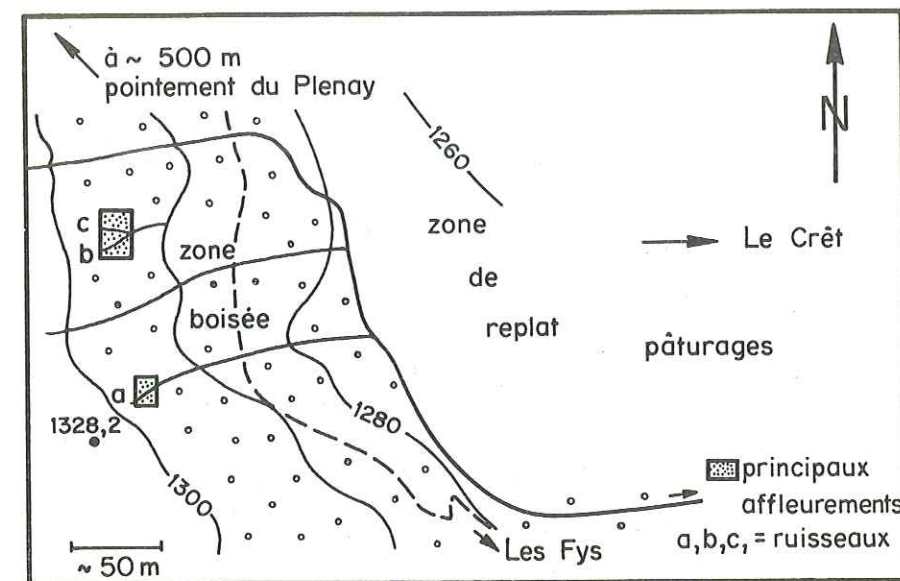 à ~ 500 m
pointement du Plenay
N
1260
c
b
zone
zone
Le Crêt
de
boisée
replat
pâturages
a
1280
1328,2
1300
principaux
affleurements
a,b,c, = ruisseaux
Les Fys
~ 50 m